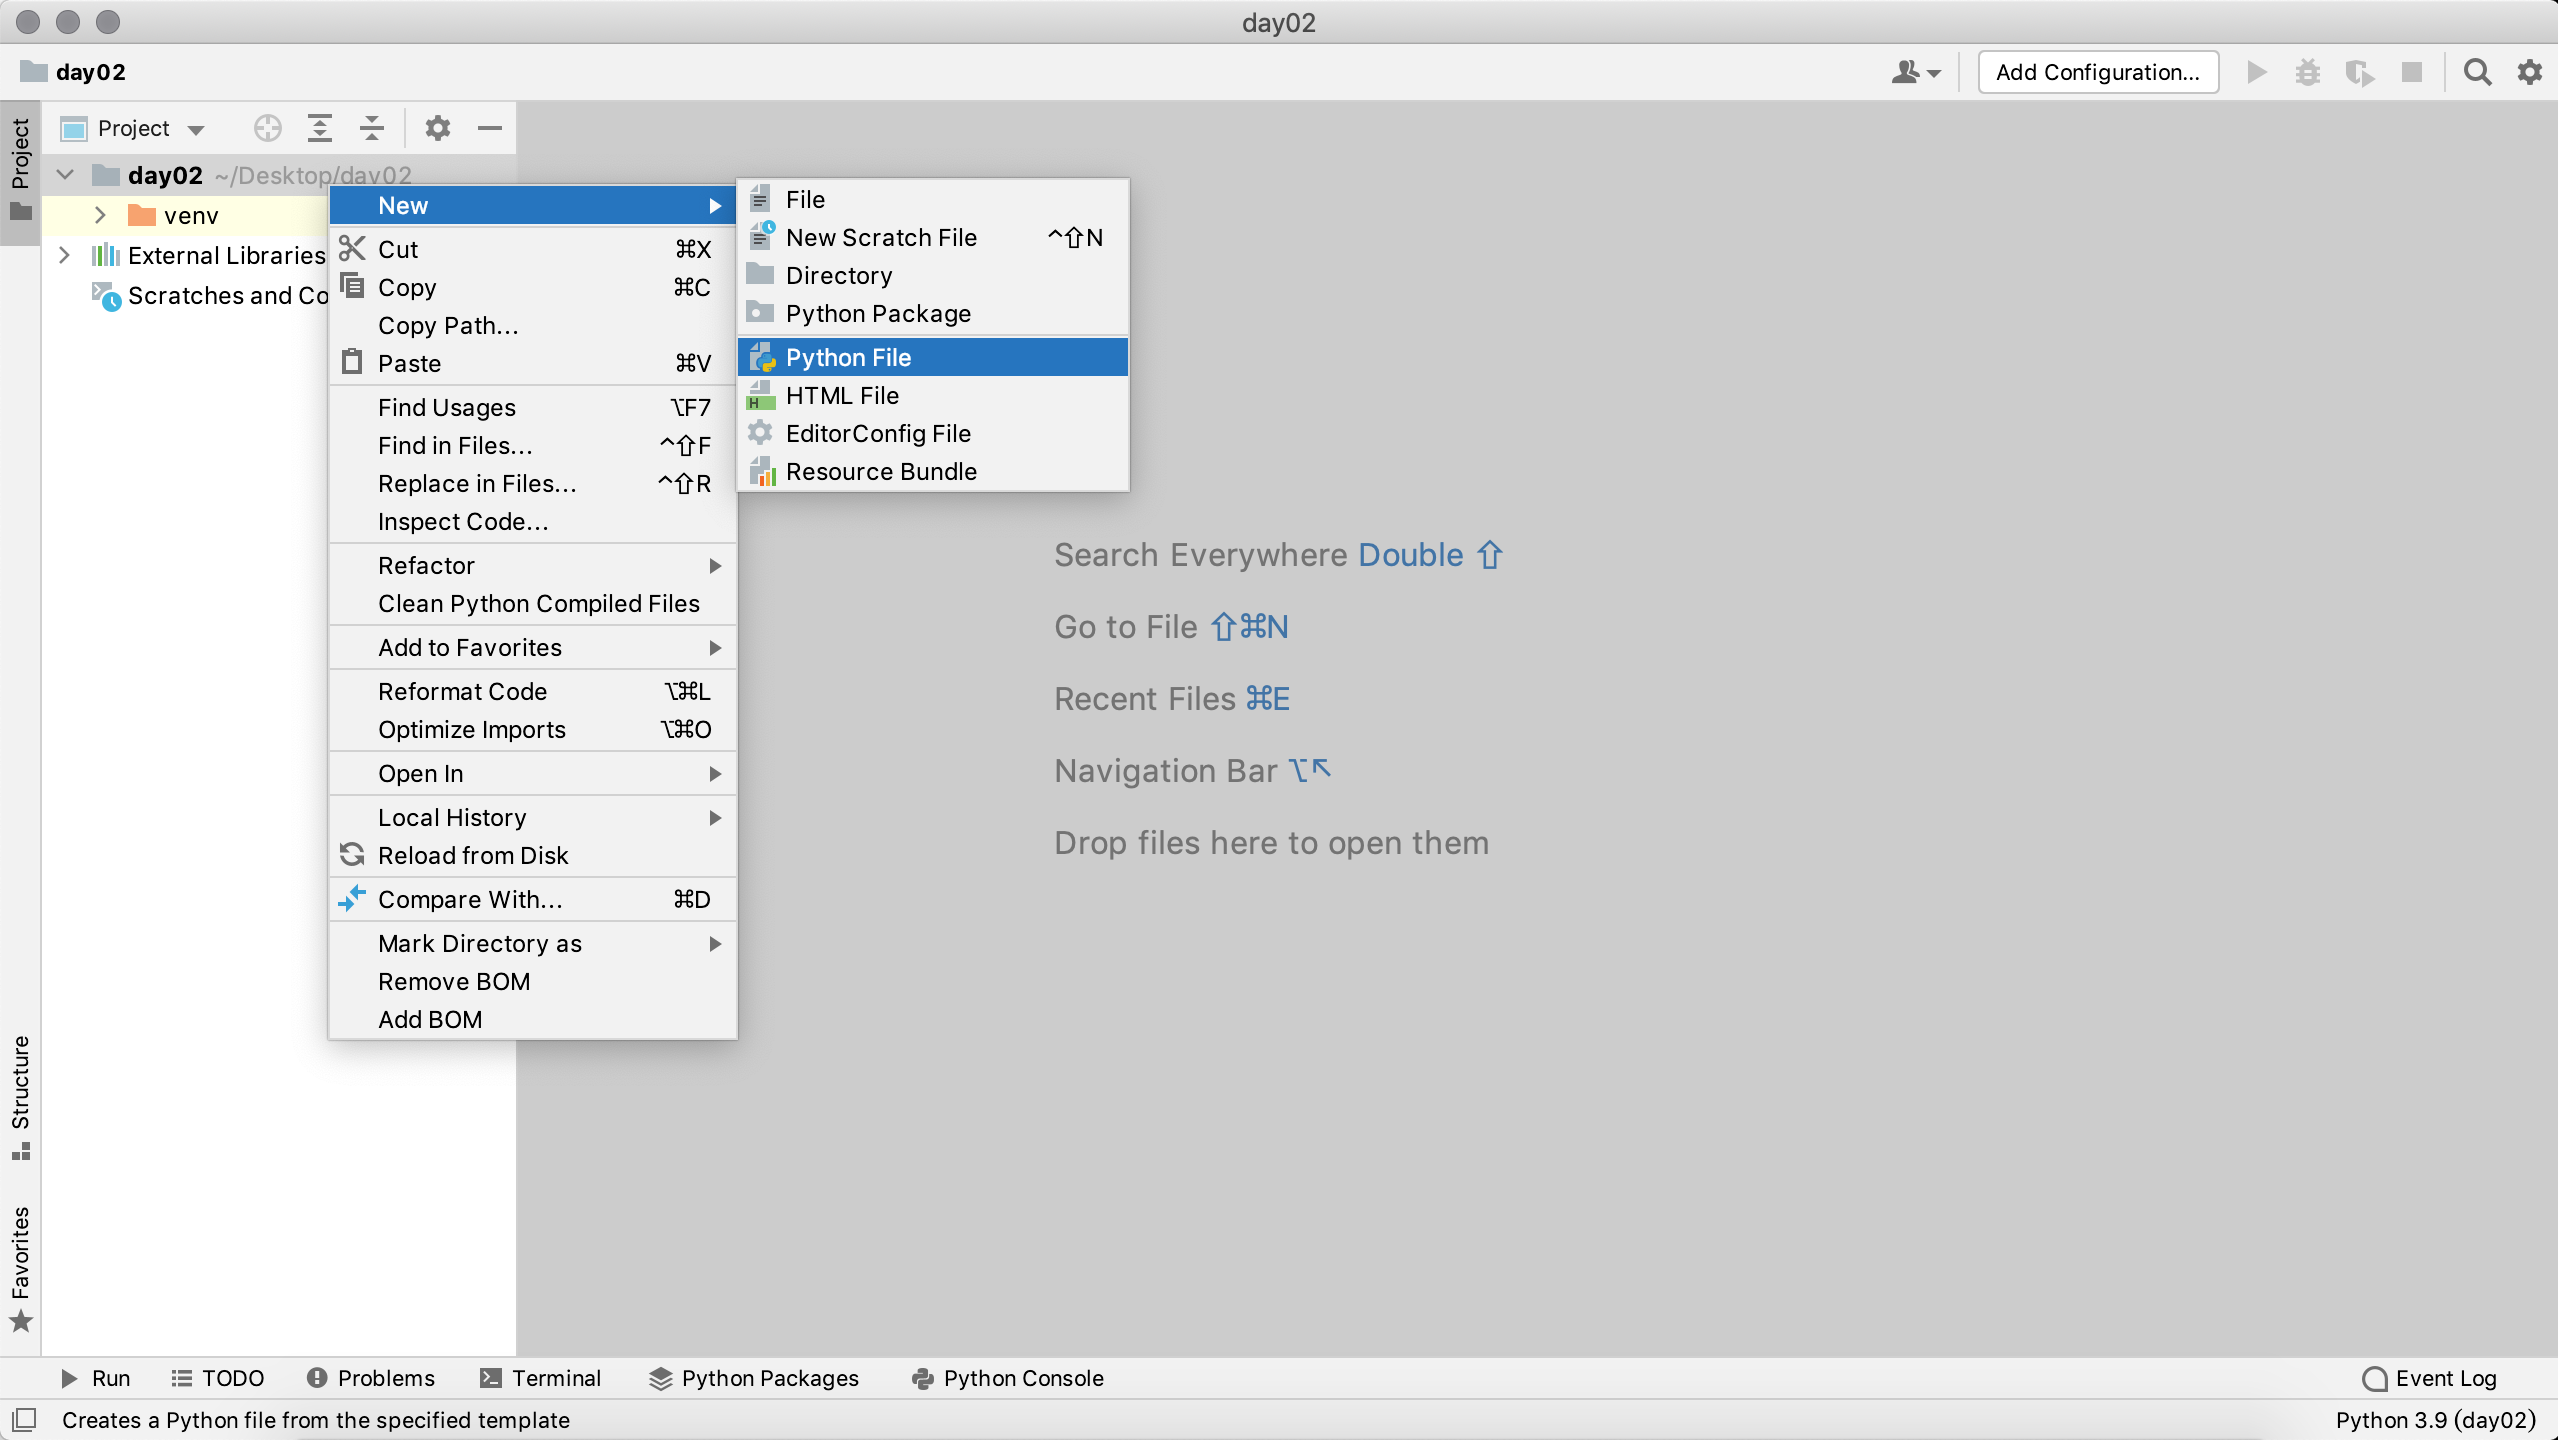 day02
day02
Add Configuration...
Project
Project
day02 ~/Desktop/day02
venv
External Libraries
Scratches and Co
New
Cut ⌘X
Copy ⌘C
Copy Path...
Paste ⌘V
Find Usages ⌥F7
Find in Files... ^⇧F
Replace in Files... ^⇧R
Inspect Code...
Refactor
Clean Python Compiled Files
Add to Favorites
Reformat Code ⌥⌘L
Optimize Imports ⌥⌘O
Open In
Local History
Reload from Disk
Compare With... ⌘D
Mark Directory as
Remove BOM
Add BOM
File
New Scratch File ^⇧N
Directory
Python Package
Python File
HTML File
EditorConfig File
Resource Bundle
Search Everywhere Double ⇧
Go to File ⇧⌘N
Recent Files ⌘E
Navigation Bar ⌥↖
Drop files here to open them
Structure
Favorites
Run
TODO
Problems
Terminal
Python Packages
Python Console
Event Log
Creates a Python file from the specified template
Python 3.9 (day02)